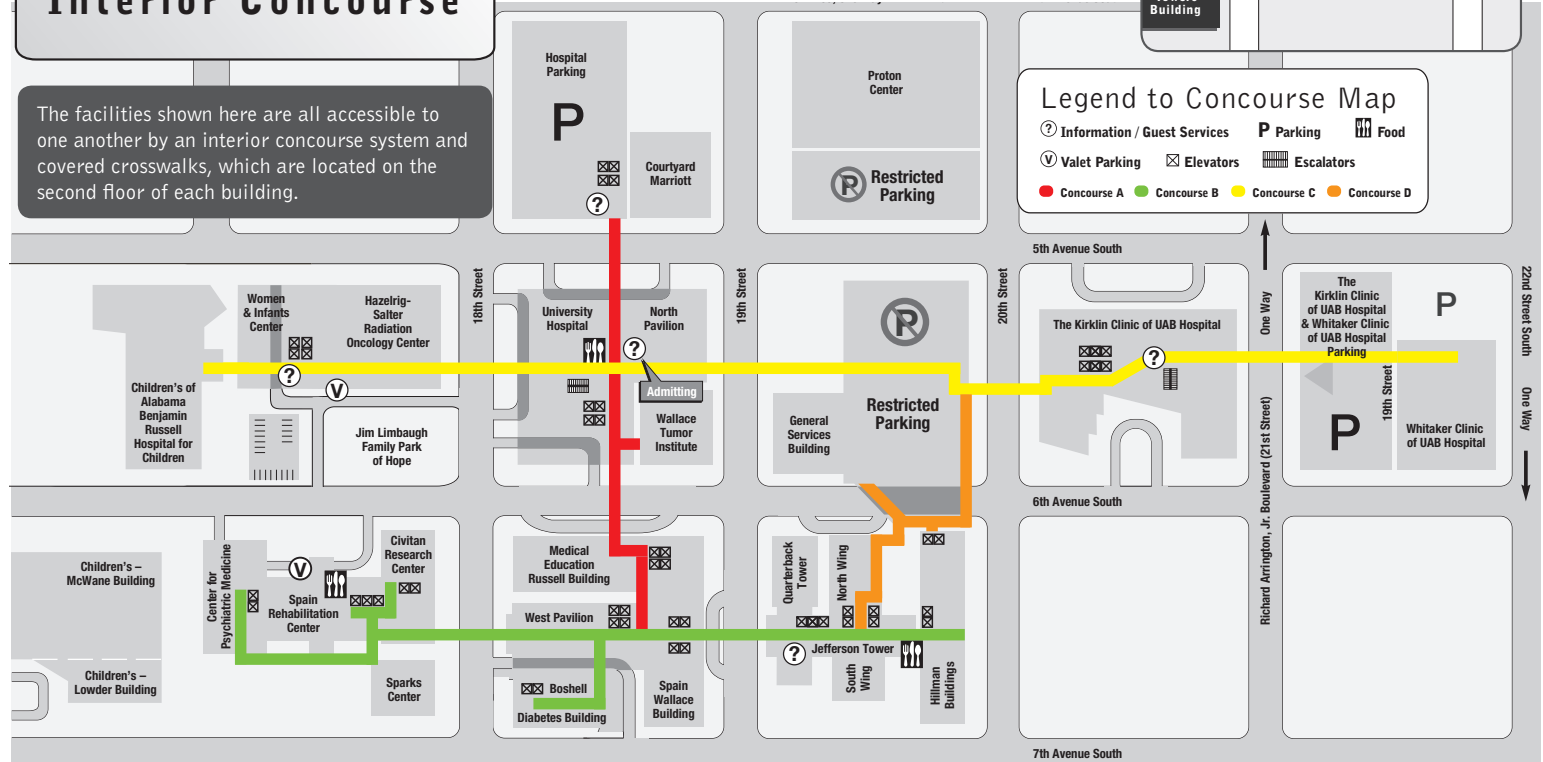 Interior Concourse
Building
The facilities shown here are all accessible to
one another by an interior concourse system and
covered crosswalks, which are located on the
second floor of each building.
Hospital
Parking
P
Courtyard
Marriott
?
Proton
Center
P
Restricted
Parking
Legend to Concourse Map
? Information / Guest Services
P Parking
Food
V Valet Parking
Elevators
Escalators
Concourse A
Concourse B
Concourse C
Concourse D
5th Avenue South
18th Street
19th Street
20th Street
One Way
22nd Street South
One Way
Women
& Infants
Center
Hazelrig-
Salter
Radiation
Oncology Center
University
Hospital
North
Pavilion
?
Admitting
P
The Kirklin Clinic of UAB Hospital
?
The
Kirklin Clinic
of UAB Hospital
& Whitaker Clinic
of UAB Hospital
Parking
P
?
V
Children's of
Alabama
Benjamin
Russell
Hospital for
Children
Jim Limbaugh
Family Park
of Hope
Wallace
Tumor
Institute
General
Services
Building
Restricted
Parking
19th Street
P
Whitaker Clinic
of UAB Hospital
Richard Arrington, Jr. Boulevard (21st Street)
6th Avenue South
Children's –
McWane Building
Center for
Psychiatric Medicine
V
Spain
Rehabilitation
Center
Civitan
Research
Center
Medical
Education
Russell Building
West Pavilion
Quarterback
Tower
North Wing
Jefferson Tower
?
South
Wing
Hillman
Buildings
Children's –
Lowder Building
Sparks
Center
Boshell
Diabetes Building
Spain
Wallace
Building
7th Avenue South